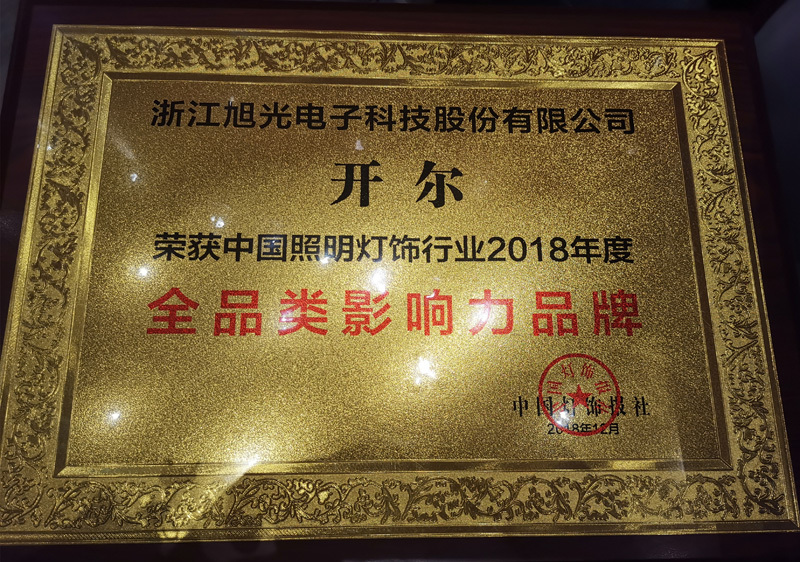 浙江旭光电子科技股份有限公司
开尔
荣获中国照明灯饰行业2018年度
全品类影响力品牌
中国灯饰报社
2018年12月